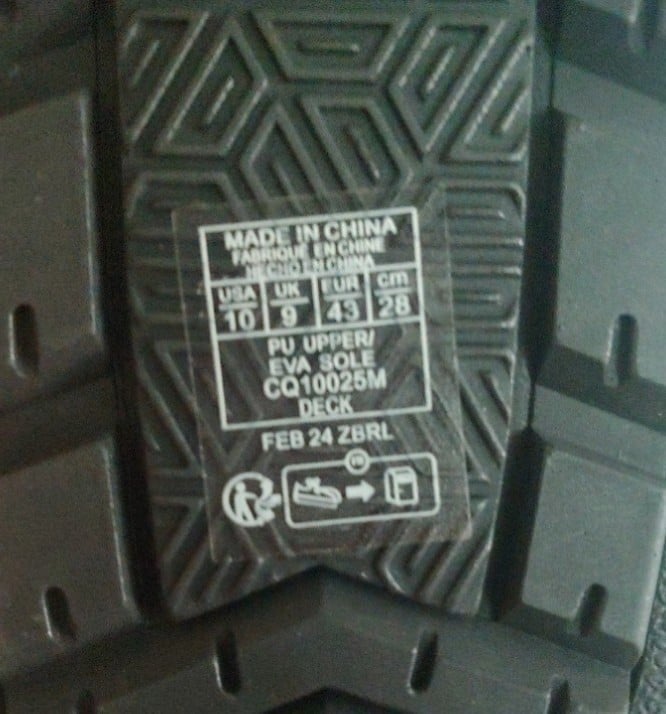 MADE IN CHINA
FABRIQUÉ EN CHINE
HECHO EN CHINA
USA UK EUR cm
10 9 43 28
PU UPPER/
EVA SOLE
CQ10025M
DECK
FEB 24 ZBRL
FR